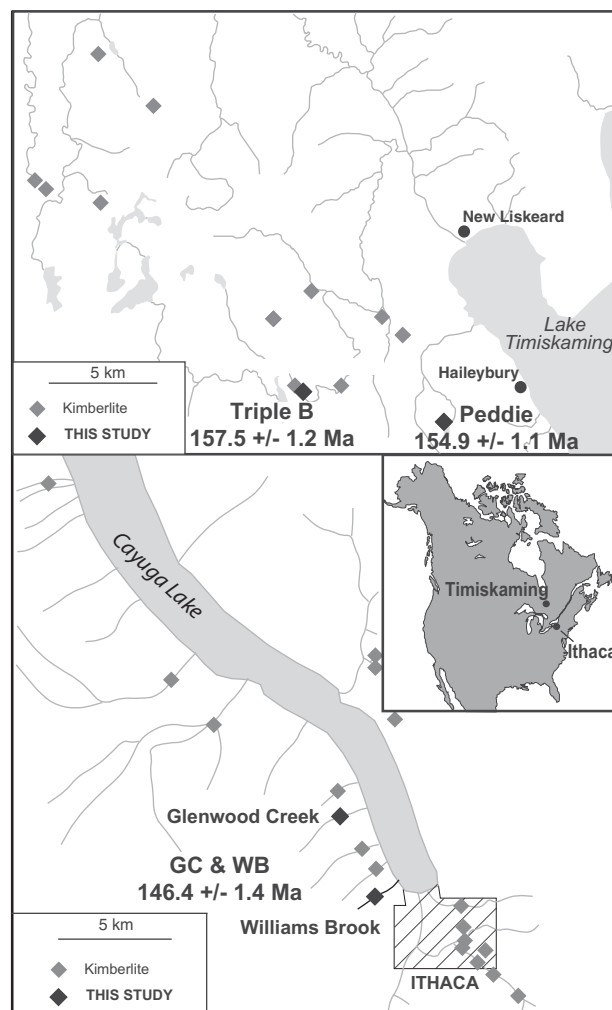 New Liskeard
Lake
Timiskaming
Haileybury
5 km
Kimberlite
THIS STUDY
Triple B
157.5 +/- 1.2 Ma
Peddie
154.9 +/- 1.1 Ma
Cayuga Lake
Timiskaming
Ithaca
Glenwood Creek
GC & WB
146.4 +/- 1.4 Ma
Williams Brook
5 km
Kimberlite
THIS STUDY
ITHACA